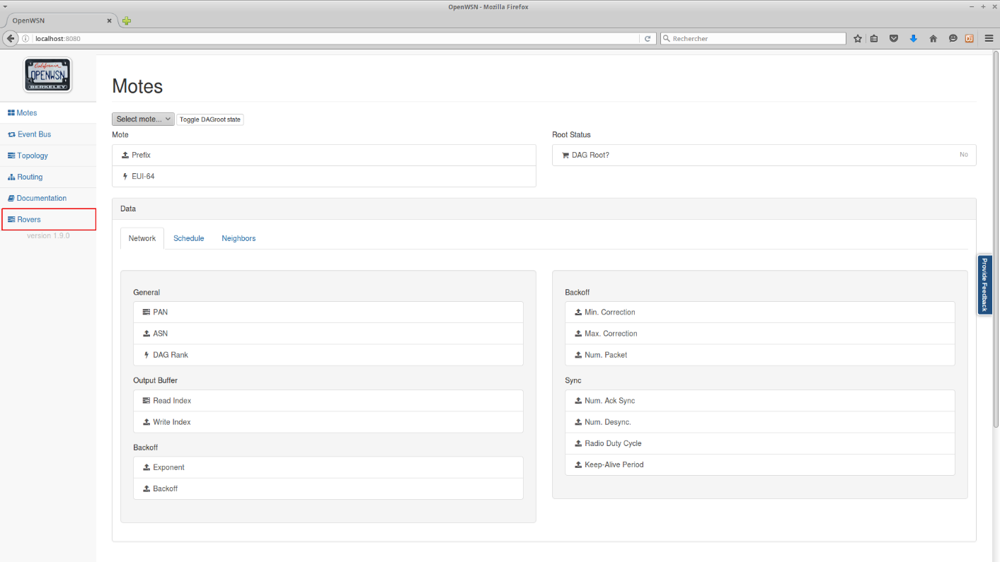 OpenWSN - Mozilla Firefox
OpenWSN
localhost:8080
Rechercher
California
OPENWSN
BERKELEY
Motes
Event Bus
Topology
Routing
Documentation
Rovers
version 1.9.0
Motes
Select mote...
Toggle DAGroot state
Mote
Prefix
EUI-64
Root Status
DAG Root? No
Data
Network Schedule Neighbors
General
PAN
ASN
DAG Rank
Output Buffer
Read Index
Write Index
Backoff
Exponent
Backoff
Backoff
Min. Correction
Max. Correction
Num. Packet
Sync
Num. Ack Sync
Num. Desync.
Radio Duty Cycle
Keep-Alive Period
Provide Feedback